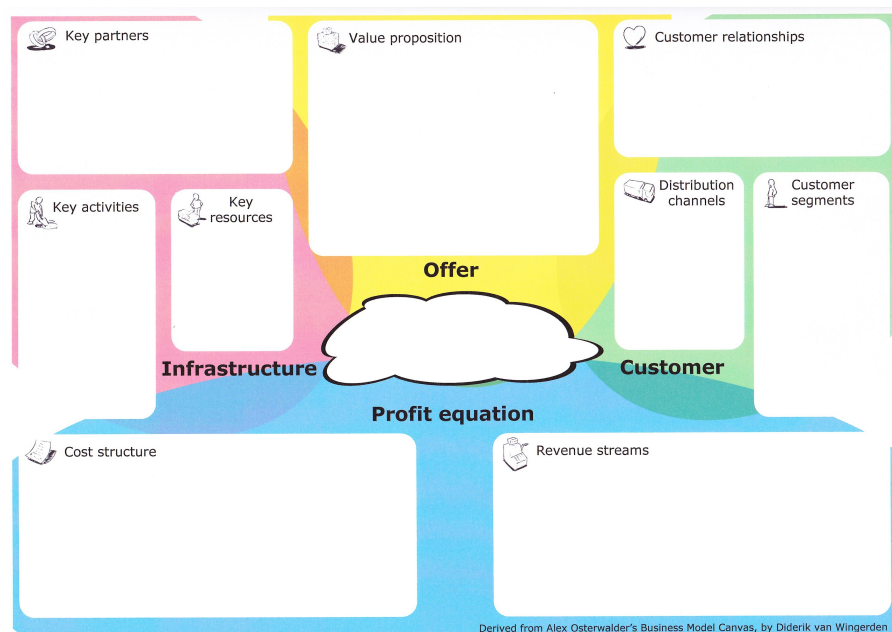 Key partners
Value proposition
Customer relationships
Key activities
Key
resources
Distribution
channels
Customer
segments
Offer
Infrastructure
Customer
Profit equation
Cost structure
Revenue streams
Derived from Alex Osterwalder's Business Model Canvas, by Diderik van Wingerden